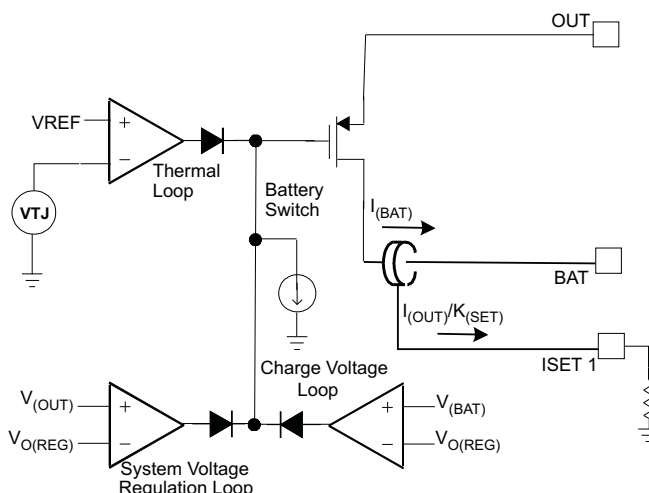 OUT
VREF
+
−
Thermal
Loop
Battery
Switch
VTJ
I(BAT)
BAT
I(OUT)/K(SET)
ISET 1
Charge Voltage
Loop
V(OUT)
+
VO(REG)
−
+
V(BAT)
−
VO(REG)
System Voltage
Regulation Loop